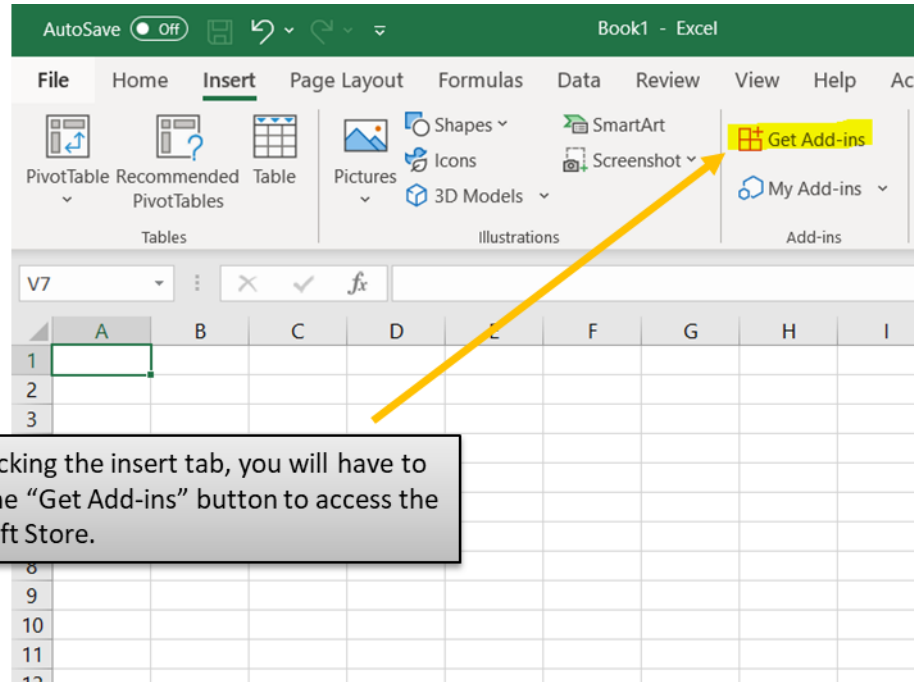 AutoSave Off Book1 - Excel
File Home Insert Page Layout Formulas Data Review View Help
PivotTable Recommended PivotTables Table Pictures Shapes SmartArt Get Add-ins
Icons Screenshot
3D Models My Add-ins
Tables Illustrations Add-ins
V7 fx
A B C D E F G H I
1
2
3
cking the insert tab, you will have to
ne “Get Add-ins” button to access the
ft Store.
8
9
10
11
12